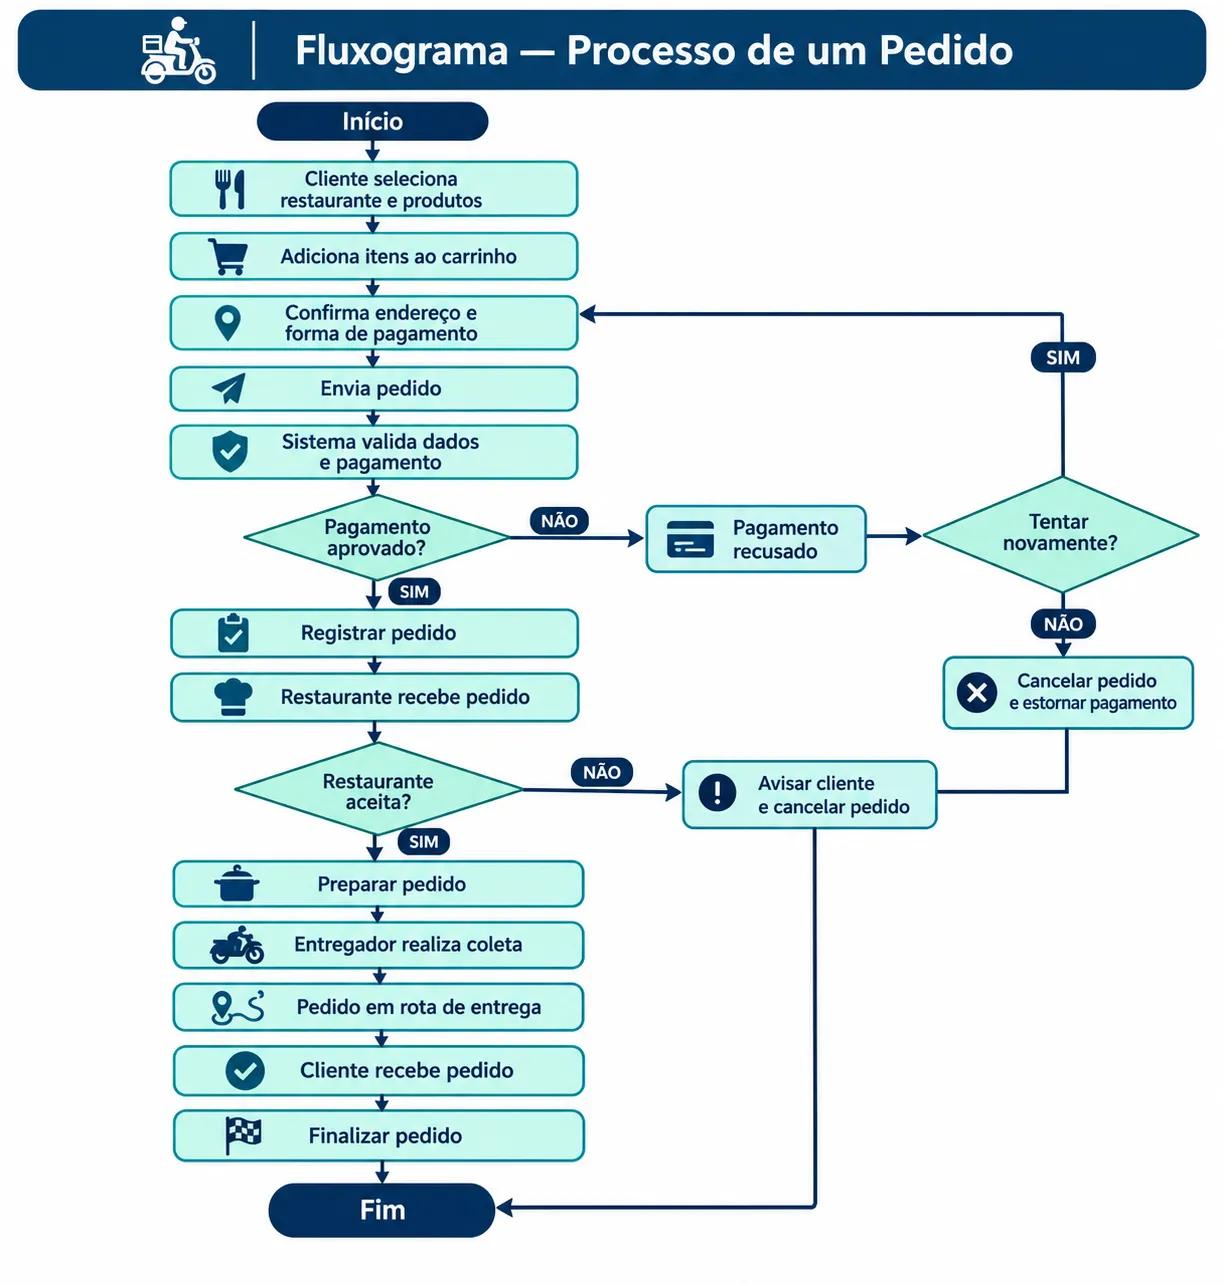 Fluxograma — Processo de um Pedido
Início
Cliente seleciona
restaurante e produtos
Adiciona itens ao carrinho
Confirma endereço e
forma de pagamento
SIM
Envia pedido
Sistema valida dados
e pagamento
Pagamento
aprovado?
NÃO
Pagamento
recusado
Tentar
novamente?
SIM
NÃO
Registrar pedido
Restaurante recebe pedido
Cancelar pedido
e estornar pagamento
Restaurante
aceita?
NÃO
Avisar cliente
e cancelar pedido
SIM
Preparar pedido
Entregador realiza coleta
Pedido em rota de entrega
Cliente recebe pedido
Finalizar pedido
Fim